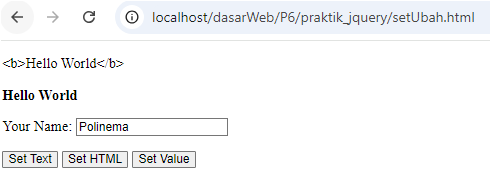 localhost/dasarWeb/P6/praktik_jquery/setUbah.html
<b>Hello World</b>
Hello World
Your Name: Polinema
Set Text Set HTML Set Value